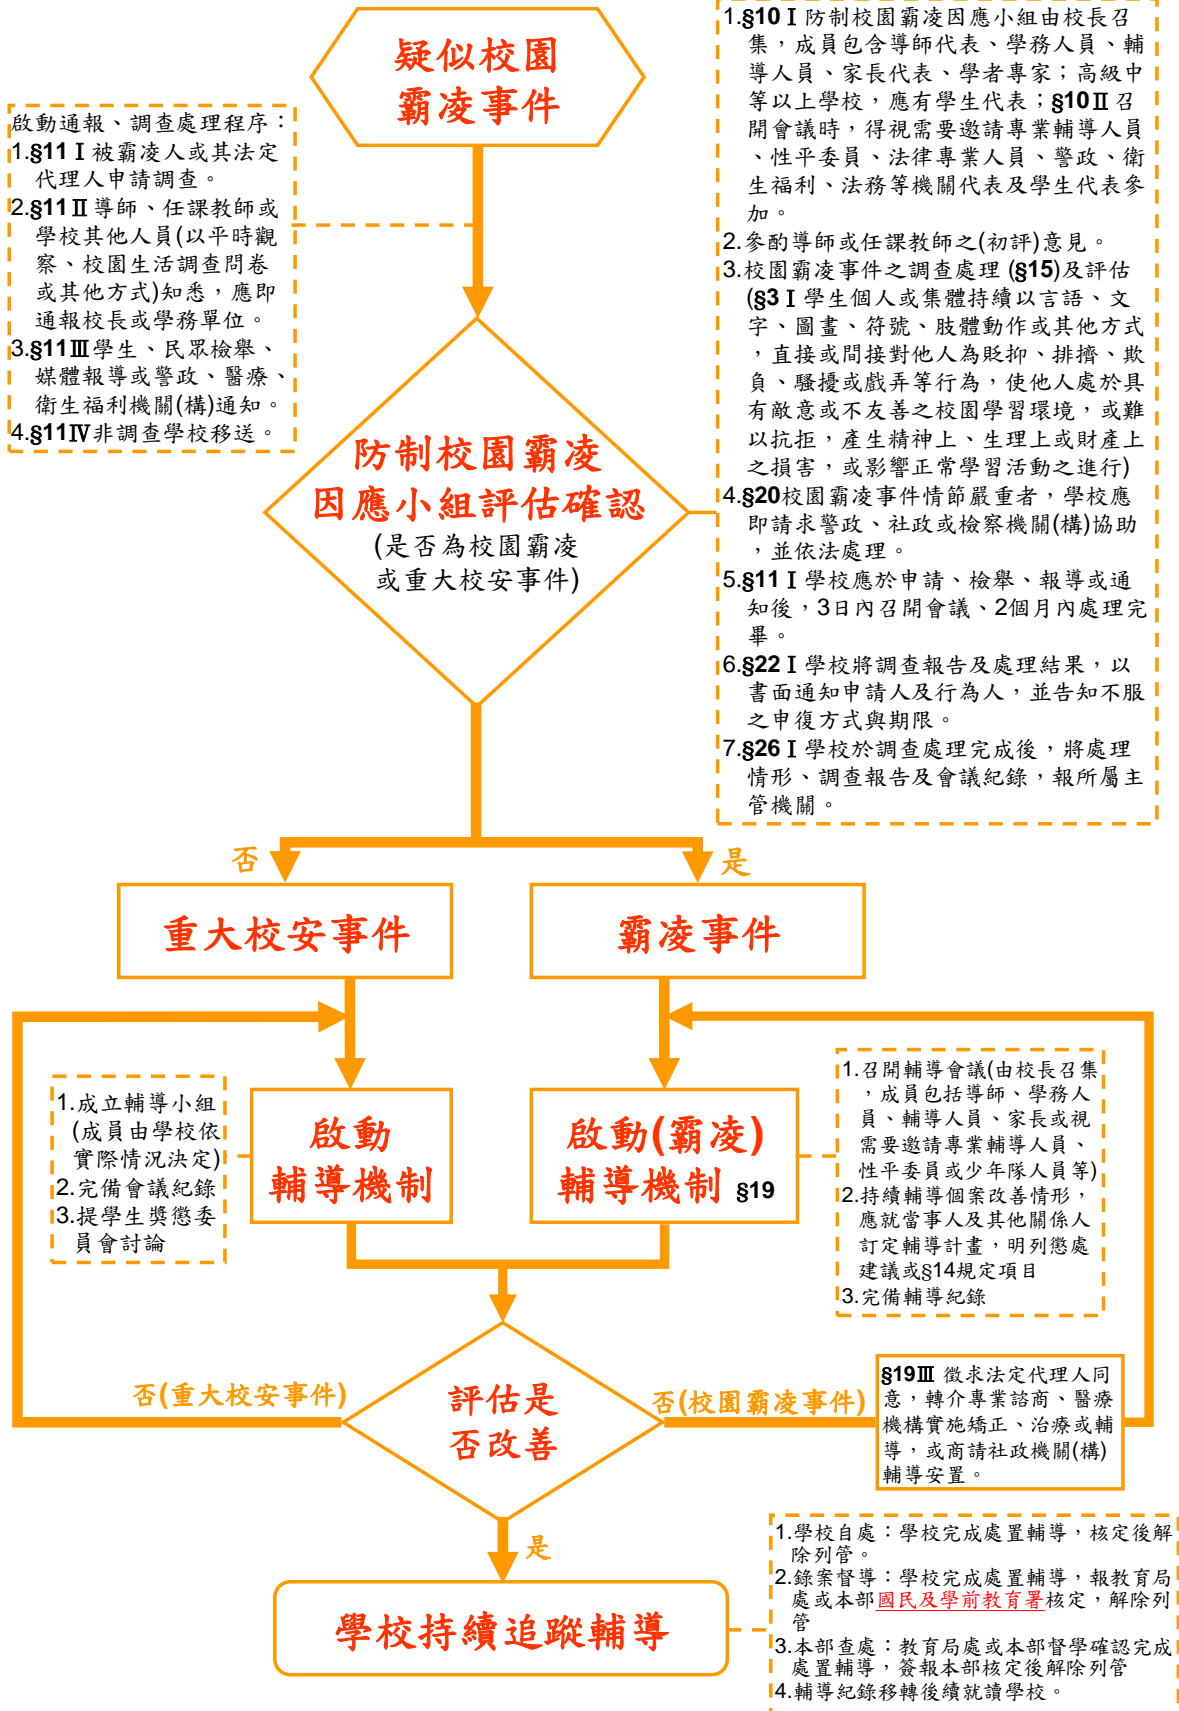 疑似校園
霸凌事件
啟動通報、調查處理程序：
1.§11 I 被霸凌人或其法定
代理人申請調查。
2.§11 II 導師、任課教師或
學校其他人員(以平時觀
察、校園生活調查問卷
或其他方式)知悉，應即
通報校長或學務單位。
3.§11III學生、民眾檢舉、
媒體報導或警政、醫療、
衛生福利機關(構)通知。
4.§11IV非調查學校移送。
1.§10 I 防制校園霸凌因應小組由校長召
集，成員包含導師代表、學務人員、輔
導人員、家長代表、學者專家；高級中
等以上學校，應有學生代表；§10 II 召
開會議時，得視需要邀請專業輔導人員
、性平委員、法律專業人員、警政、衛
生福利、法務等機關代表及學生代表參
加。
2.參酌導師或任課教師之(初評)意見。
3.校園霸凌事件之調查處理 (§15)及評估
(§3 I 學生個人或集體持續以言語、文
字、圖畫、符號、肢體動作或其他方式
，直接或間接對他人為貶抑、排擠、欺
負、騷擾或戲弄等行為，使他人處於具
有敵意或不友善之校園學習環境，或難
以抗拒，產生精神上、生理上或財產上
之損害，或影響正常學習活動之進行)
4.§20校園霸凌事件情節嚴重者，學校應
即請求警政、社政或檢察機關(構)協助
，並依法處理。
5.§11 I 學校應於申請、檢舉、報導或通
知後，3日內召開會議、2個月內處理完
畢。
6.§22 I 學校將調查報告及處理結果，以
書面通知申請人及行為人，並告知不服
之申復方式與期限。
7.§26 I 學校於調查處理完成後，將處理
情形、調查報告及會議紀錄，報所屬主
管機關。
防制校園霸凌
因應小組評估確認
(是否為校園霸凌
或重大校安事件)
否
是
重大校安事件
霸凌事件
1.成立輔導小組
(成員由學校依
實際情況決定)
2.完備會議紀錄
3.提學生獎懲委
員會討論
啟動
輔導機制
啟動(霸凌)
輔導機制 §19
1.召開輔導會議(由校長召集
，成員包括導師、學務人
員、輔導人員、家長或視
需要邀請專業輔導人員、
性平委員或少年隊人員等)
2.持續輔導個案改善情形，
應就當事人及其他關係人
訂定輔導計畫，明列懲處
建議或§14規定項目
3.完備輔導紀錄
否(重大校安事件)
評估是
否改善
否(校園霸凌事件)
§19III 徵求法定代理人同
意，轉介專業諮商、醫療
機構實施矯正、治療或輔
導，或商請社政機關(構)
輔導安置。
是
學校持續追蹤輔導
1.學校自處：學校完成處置輔導，核定後解
除列管。
2.錄案督導：學校完成處置輔導，報教育局
處或本部國民及學前教育署核定，解除列
管
3.本部查處：教育局處或本部督學確認完成
處置輔導，簽報本部核定後解除列管
4.輔導紀錄移轉後續就讀學校。